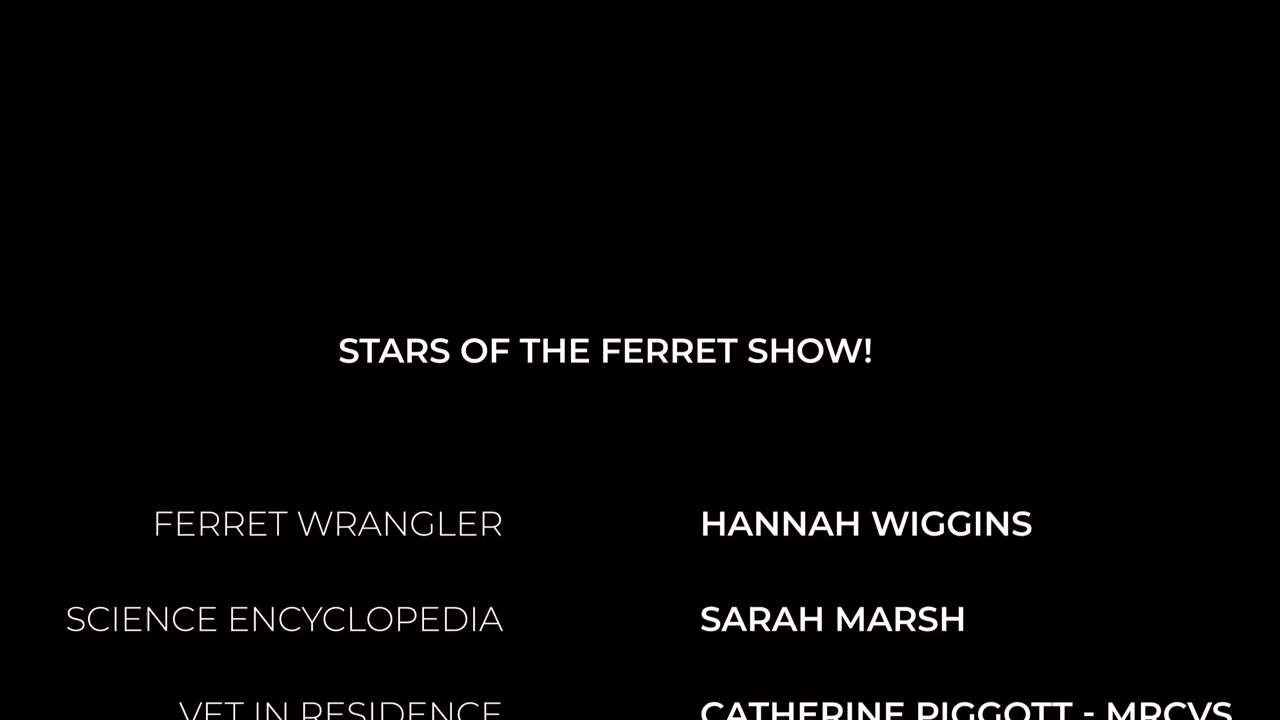 STARS OF THE FERRET SHOW!
FERRET WRANGLER HANNAH WIGGINS
SCIENCE ENCYCLOPEDIA SARAH MARSH
VET IN RESIDENCE CATHERINE PIGGOTT - MRCVS